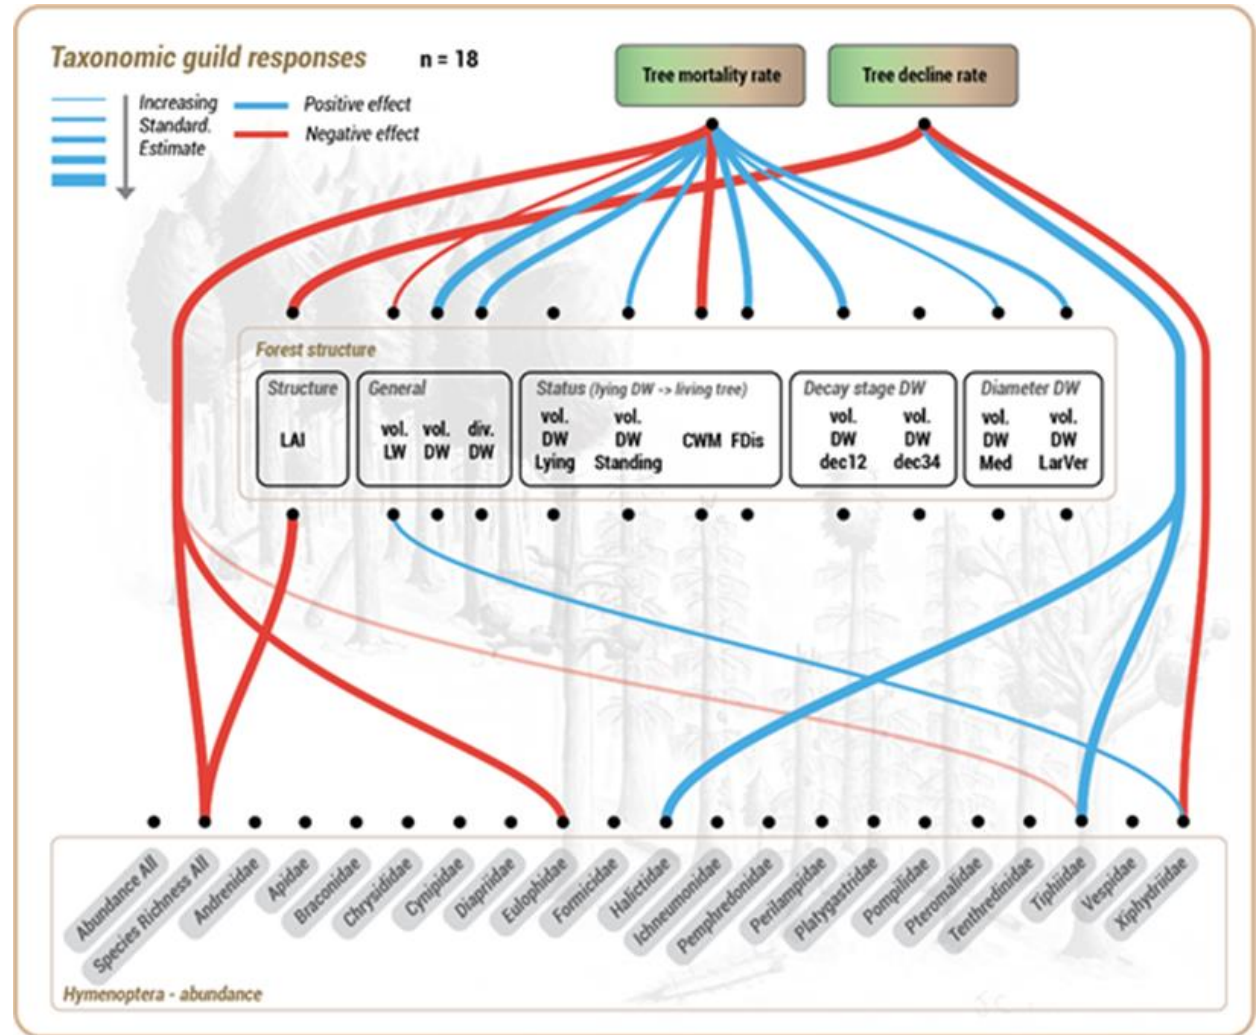 Taxonomic guild responses
n = 18
Increasing
Standard.
Estimate
Positive effect
Negative effect
Tree mortality rate
Tree decline rate
Forest structure
Structure
LAI
General
vol.
LW
vol.
DW
div.
DW
Status (lying DW -> living tree)
vol.
DW
Lying
vol.
DW
Standing
CWM
FDis
Decay stage DW
vol.
DW
dec12
vol.
DW
dec34
Diameter DW
vol.
DW
Med
vol.
DW
LarVer
Abundance All
Species Richness All
Andrenidae
Apidae
Braconidae
Chrysididae
Cynipidae
Diapriidae
Eulophidae
Formicidae
Halictidae
Ichneumonidae
Pemphredonidae
Perilampidae
Platygastridae
Pompilidae
Pteromalidae
Tenthredinidae
Tiphiidae
Vespidae
Xiphydriidae
Hymenoptera - abundance